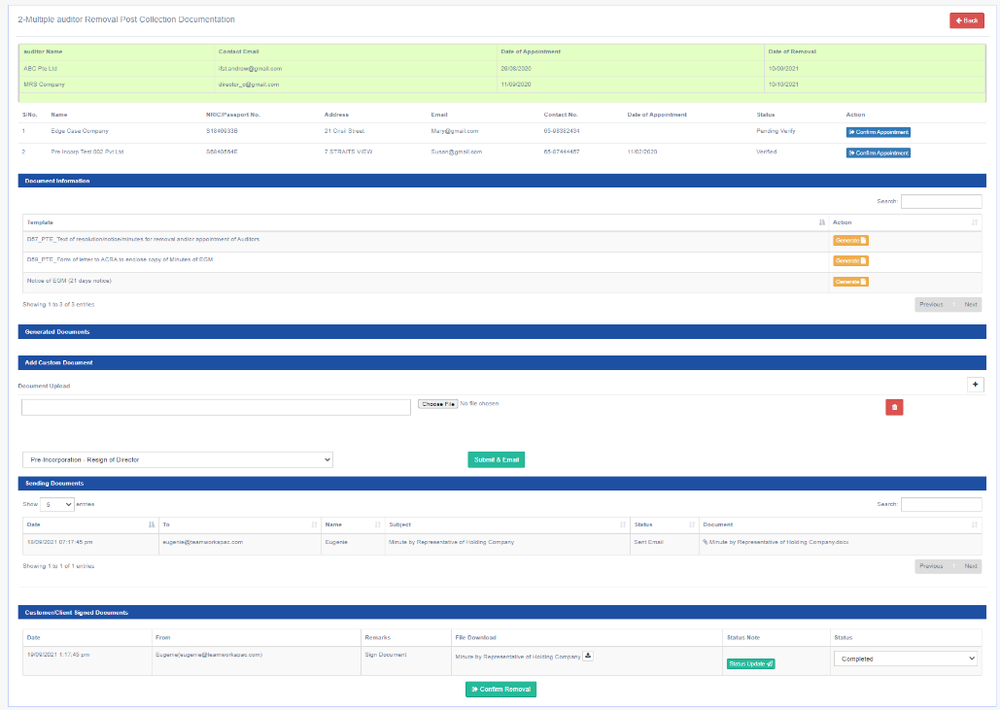 2-Multiple auditor Removal Post Collection Documentation
Back
auditor Name Contact Email Date of Appointment Date of Removal
ABC Pte Ltd ifst.andrew@gmail.com 29/08/2020 10/09/2021
MRS Company director_c@gmail.com 11/09/2020 10/10/2021
S/No. Name NRIC/Passport No. Address Email Contact No. Date of Appointment Status Action
1 Edge Case Company S1840933B 21 Orsil Street Mary@gmail.com 65-98382434 Pending Verify Confirm Appointment
2 Pre Incorp Test 002 Pvt Ltd S6840564E 7 STRAITS VIEW Susan@gmail.com 65-87444467 11/02/2020 Verified Confirm Appointment
Document Information
Search:
Template Action
D57_PTE_Text of resolution/notice/minutes for removal and/or appointment of Auditors Generate
D59_PTE_Form of letter to ACRA to enclose copy of Minutes of EGM Generate
Notice of EGM (21 days notice) Generate
Showing 1 to 3 of 3 entries Previous Next
Generated Documents
Add Custom Document
Document Upload +
Choose File No file chosen
Pre-Incorporation - Resign of Director Submit & Email
Sending Documents
Show 5 entries Search:
Date To Name Subject Status Document
18/09/2021 07:17:45 pm eugenie@teamworkapac.com Eugenie Minute by Representative of Holding Company Sent Email Minute by Representative of Holding Company.docx
Showing 1 to 1 of 1 entries Previous Next
Customer/Client Signed Documents
Date From Remarks File Download Status Note Status
19/09/2021 1:17:45 pm Eugenie(eugenie@teamworkapac.com) Sign Document Minute by Representative of Holding Company Status Update Completed
Confirm Removal